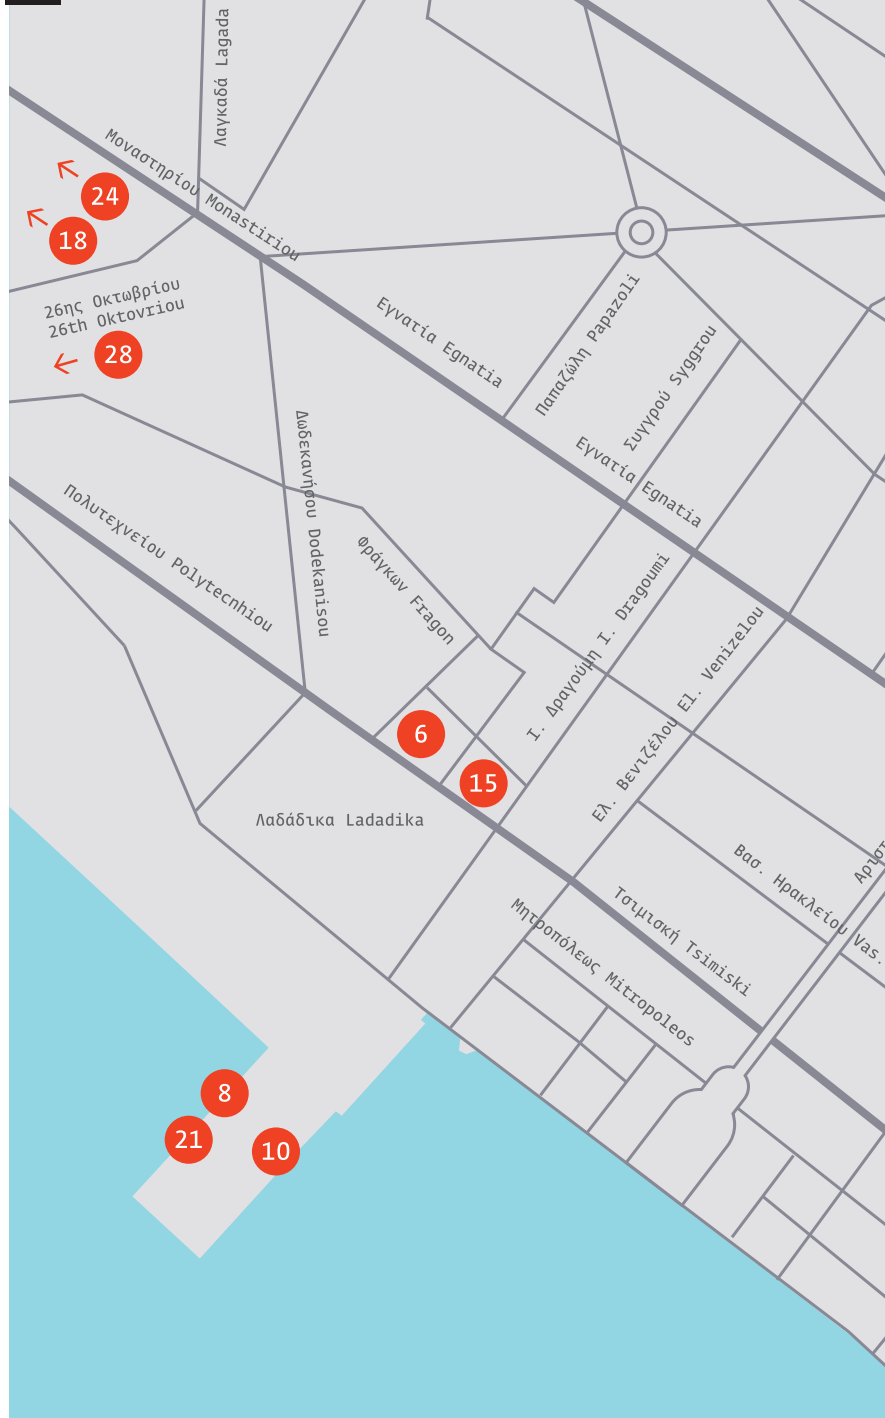 Λαγκαδά Lagada
Μοναστηρίου Monastiriou
24
18
26ης Οκτωβρίου
26th Oktovriou
28
Εγνατία Egnatia
Παπαζώλη Papazoli
Συγγρού Syggrou
Εγνατία Egnatia
Δωδεκανήσου Dodekanisou
Πολυτεχνείου Polytecnhiou
Φράγκων Fragon
Ι. Δραγούμη I. Dragoumi
Ελ. Βενιζέλου El. Venizelou
6
15
Λαδάδικα Ladadika
Βασ. Ηρακλείου Vas.
Τσιμισκή Tsimiski
Μητροπόλεως Mitropoleos
8
21
10